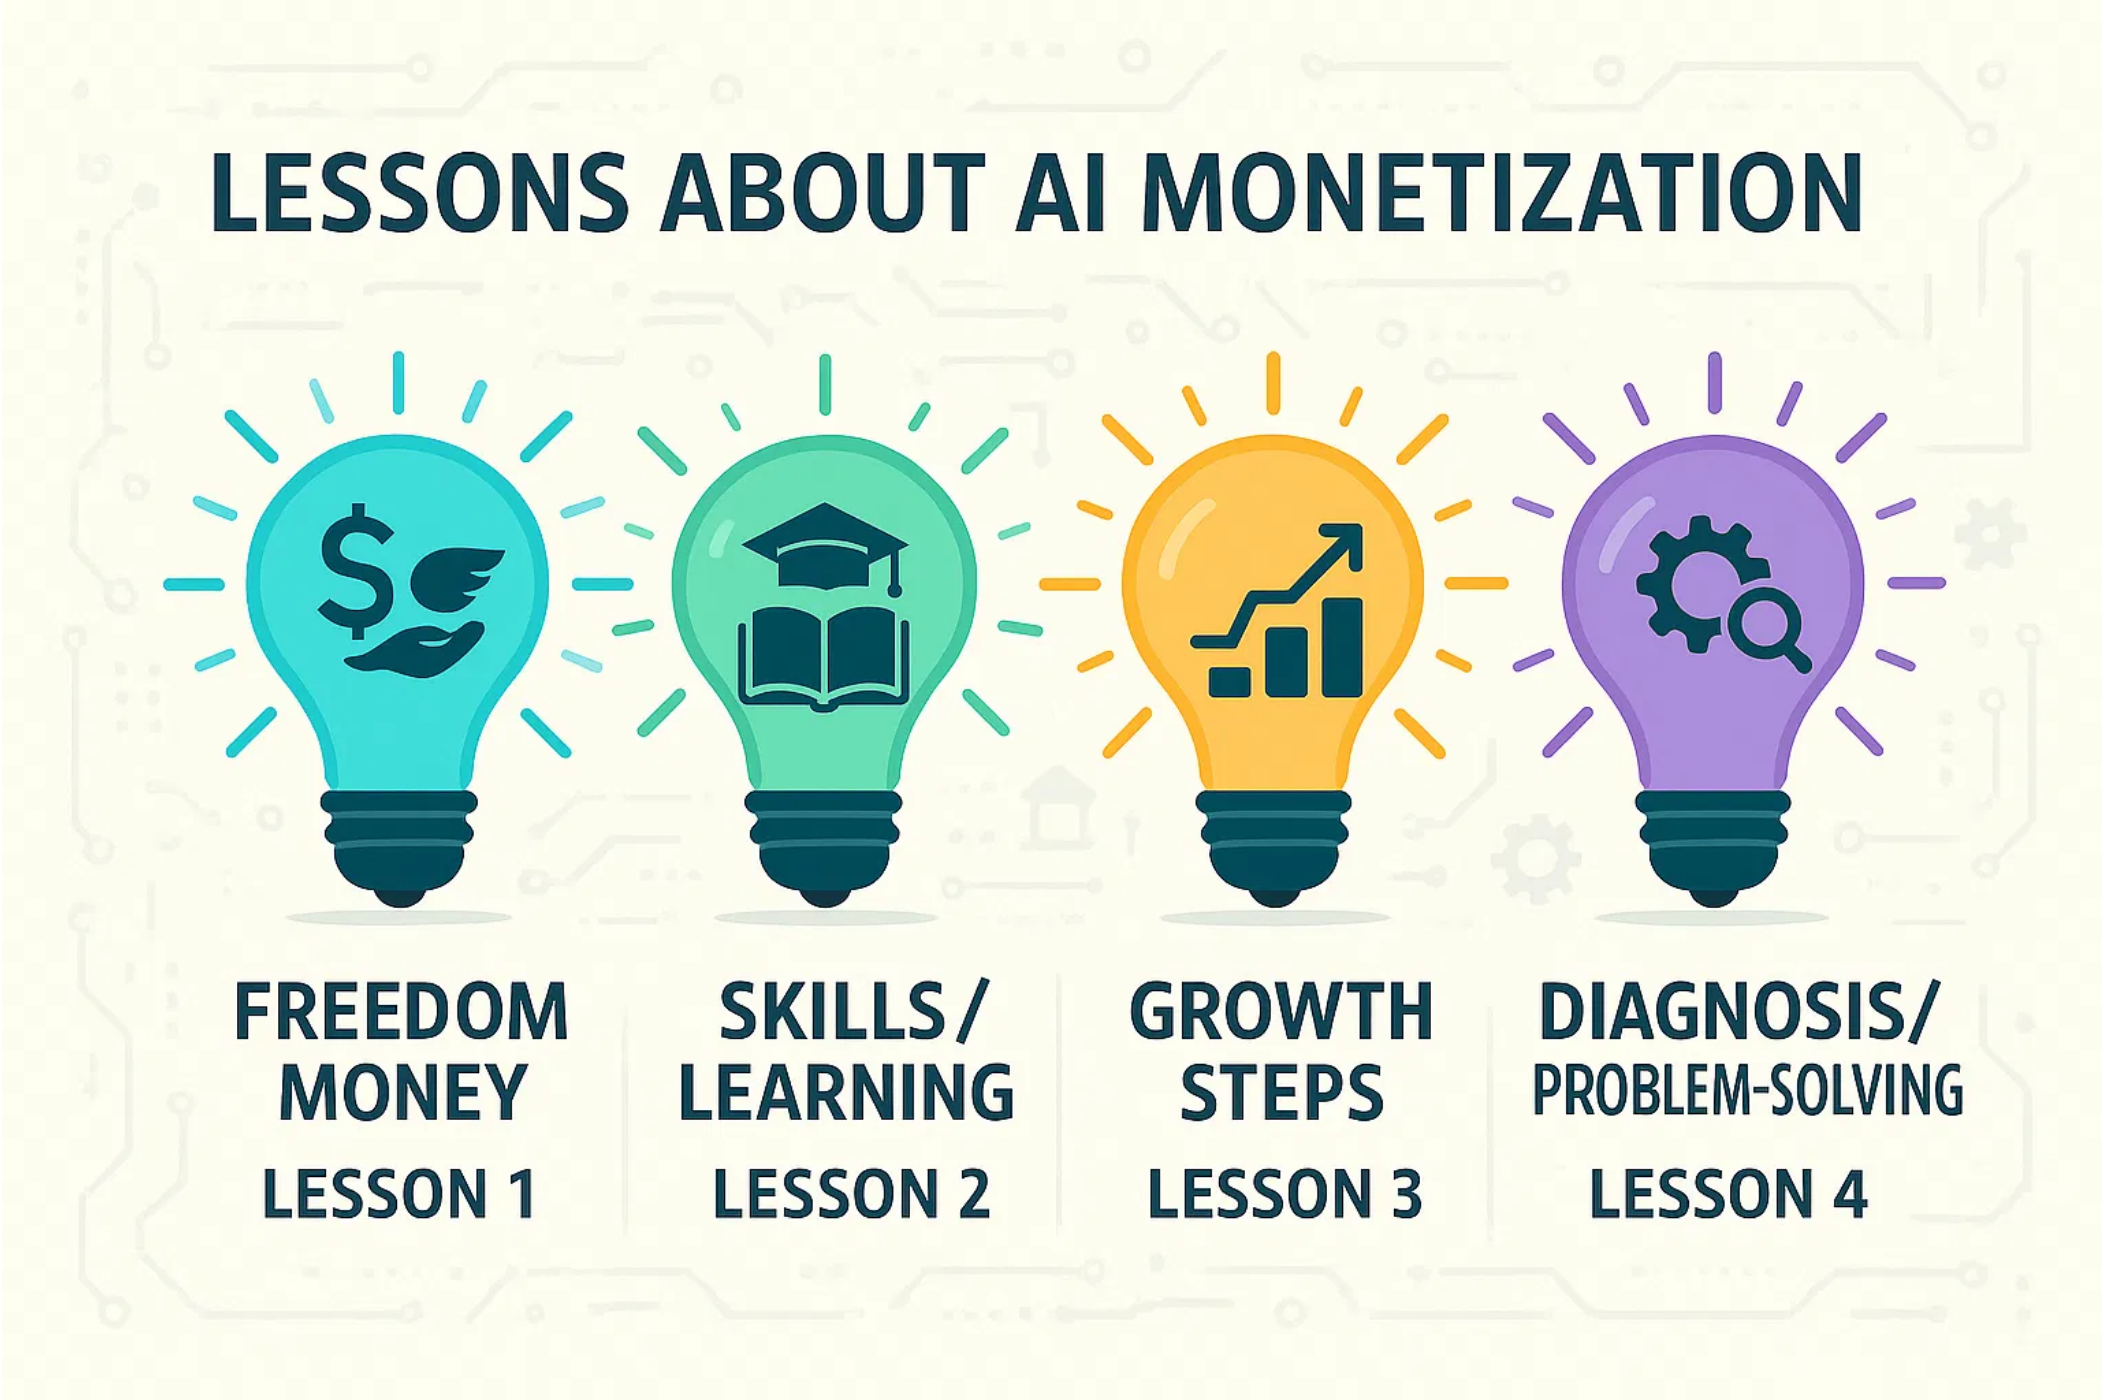 LESSONS ABOUT AI MONETIZATION
FREEDOM
MONEY
LESSON 1
SKILLS/
LEARNING
LESSON 2
GROWTH
STEPS
LESSON 3
DIAGNOSIS/
PROBLEM-SOLVING
LESSON 4